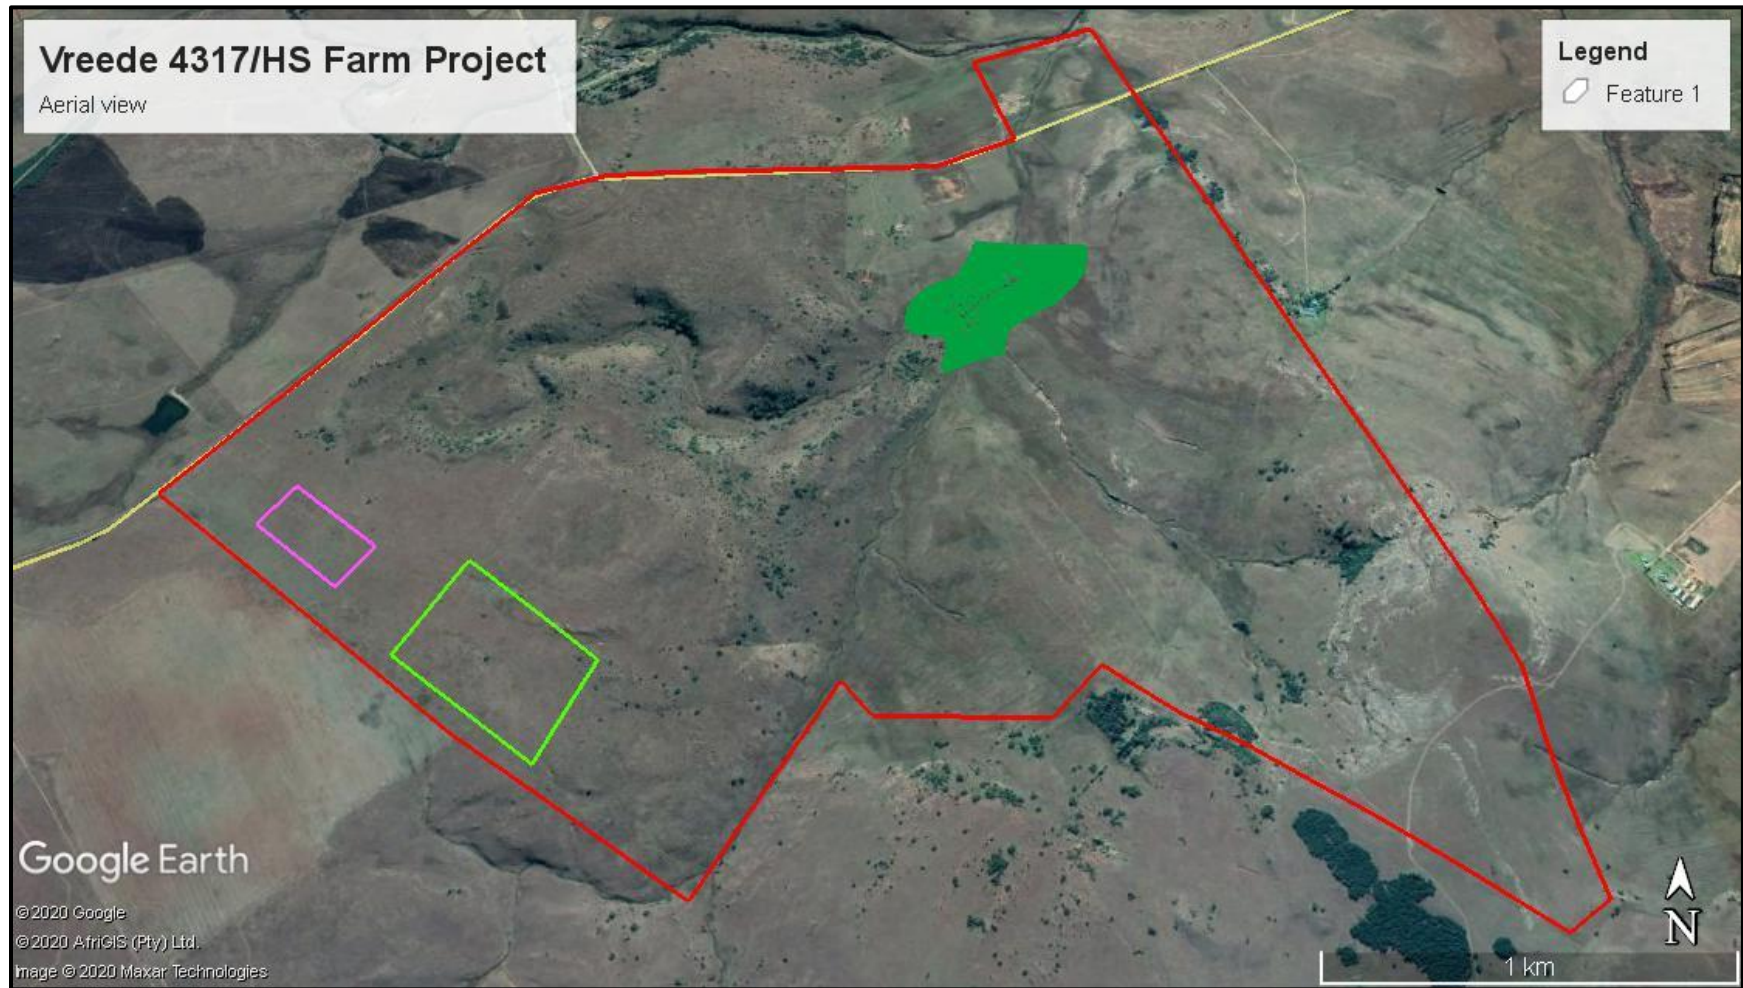 Vreede 4317/HS Farm Project
Aerial view
Legend
Feature 1
Google Earth
©2020 Google
©2020 AfriGIS (Pty) Ltd.
Image © 2020 Maxar Technologies
N
1 km